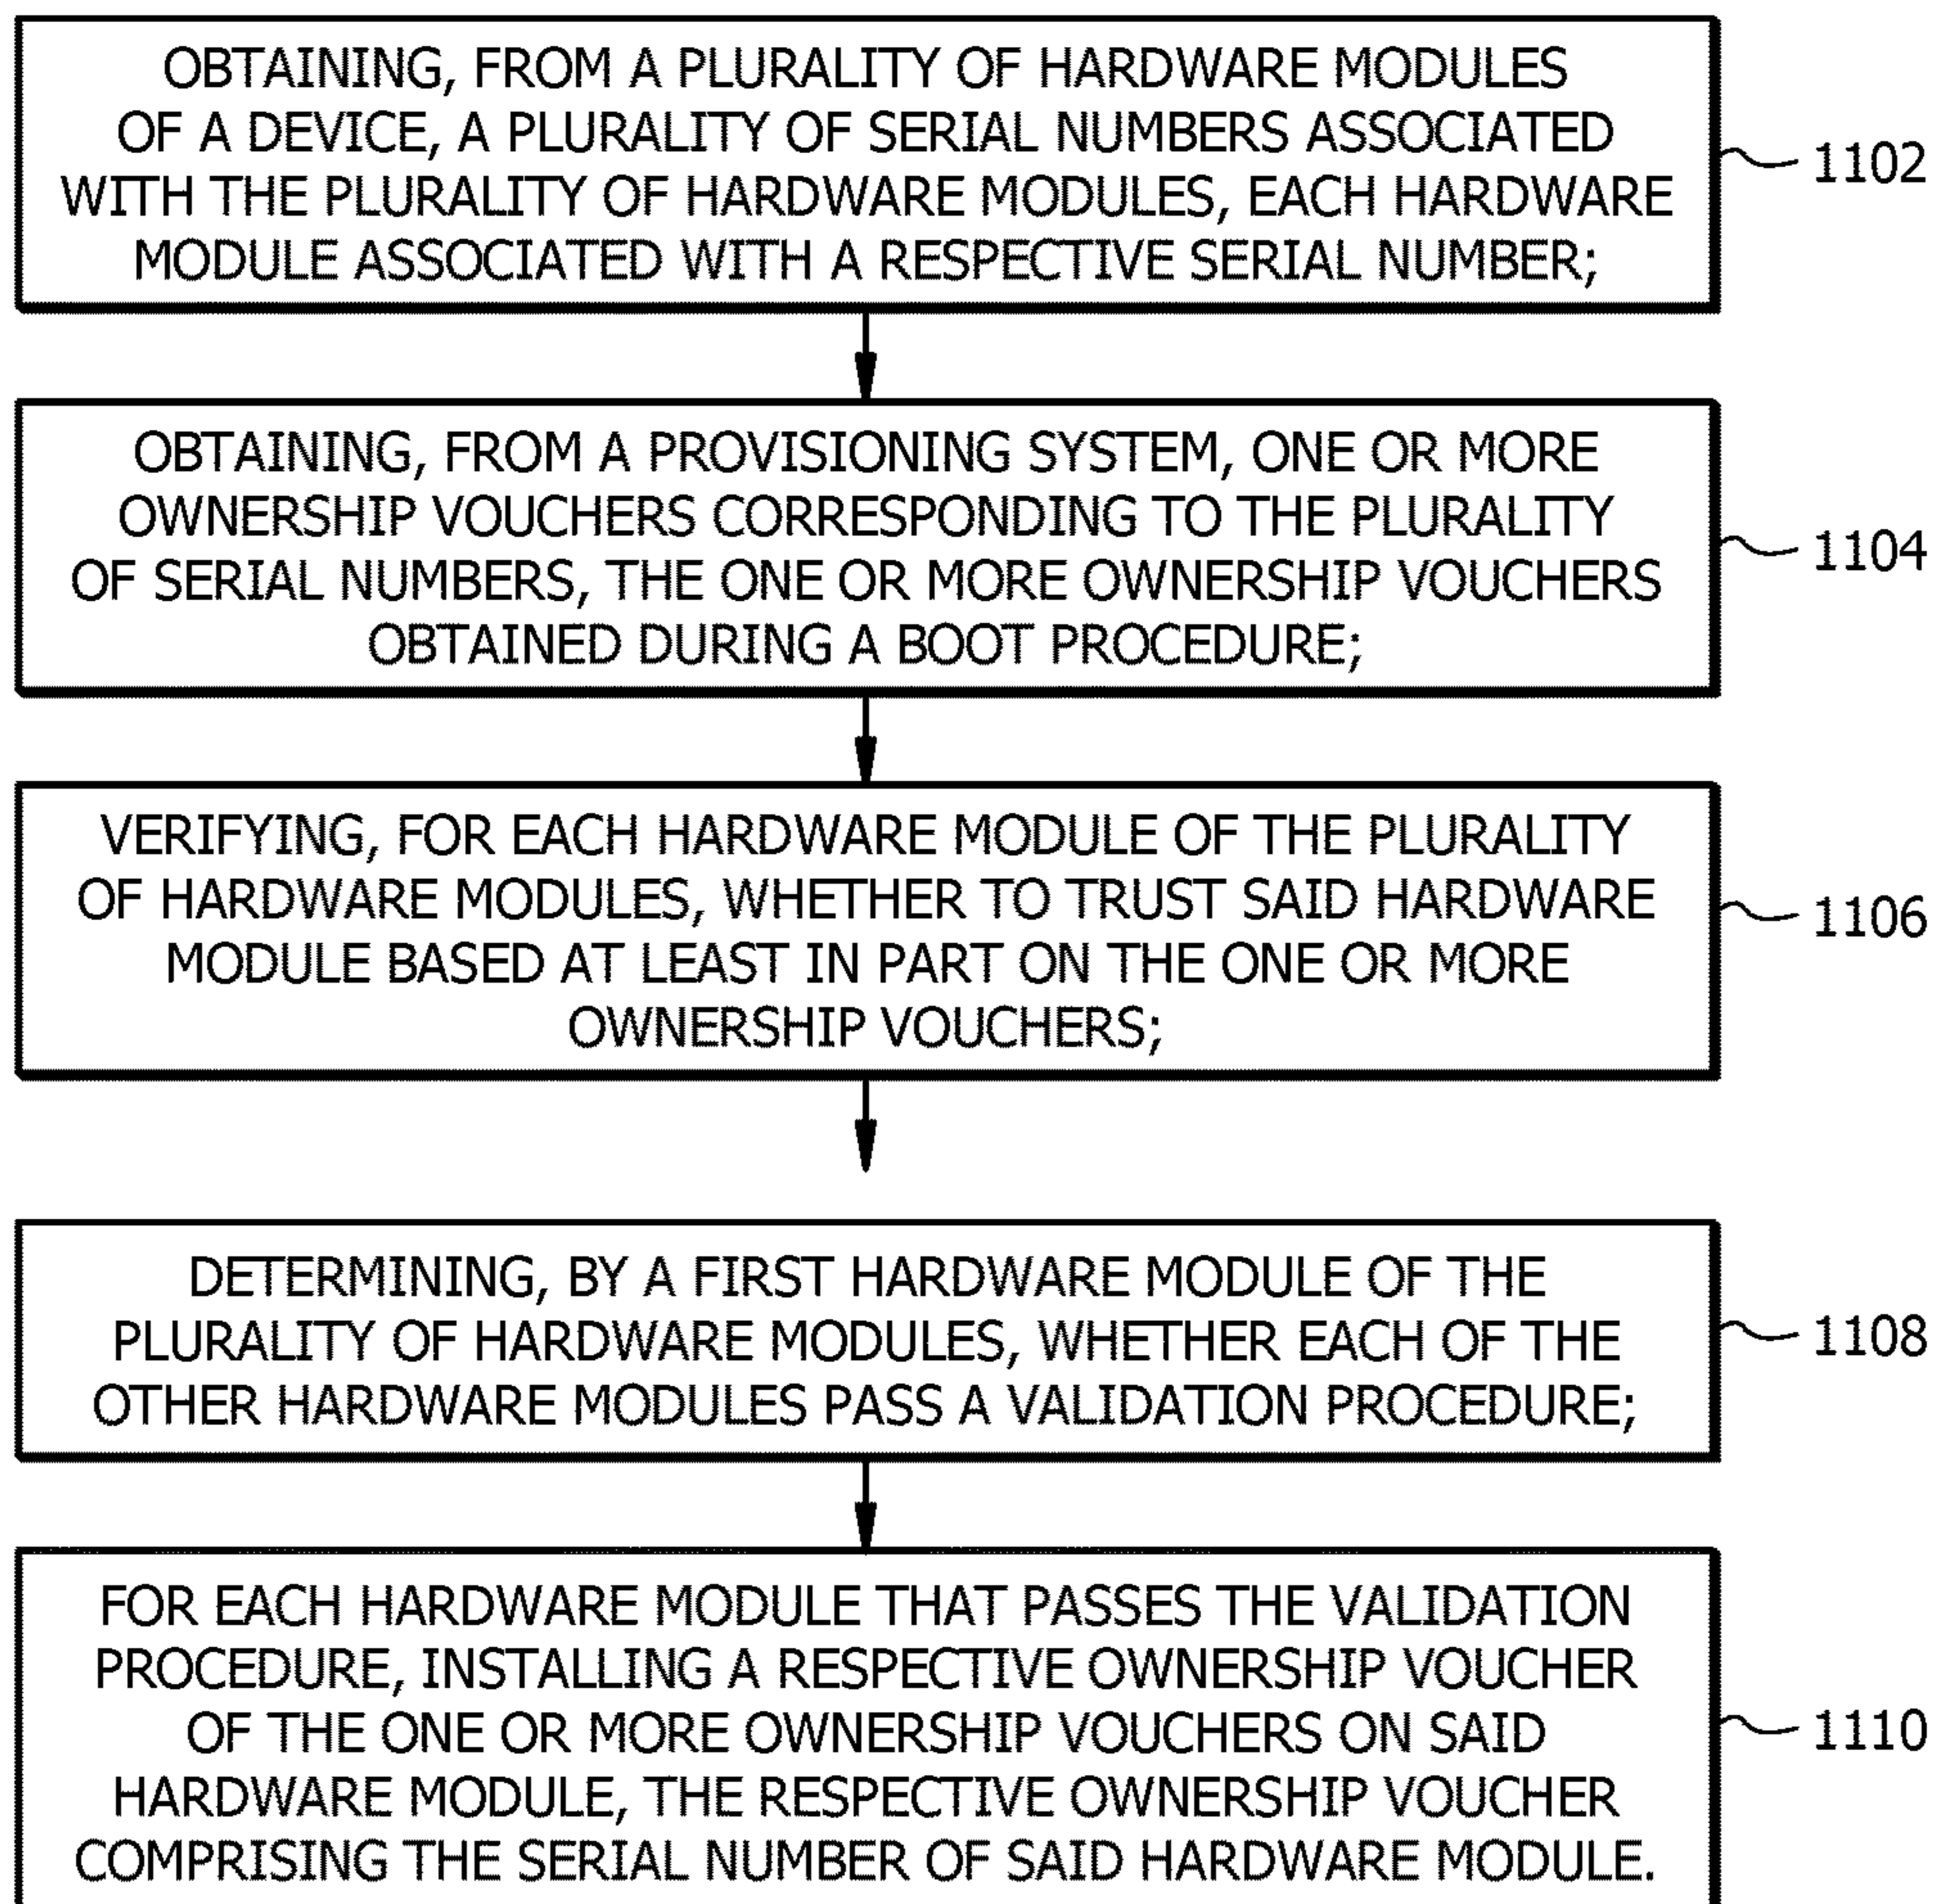 OBTAINING, FROM A PLURALITY OF HARDWARE MODULES
OF A DEVICE, A PLURALITY OF SERIAL NUMBERS ASSOCIATED
WITH THE PLURALITY OF HARDWARE MODULES, EACH HARDWARE
MODULE ASSOCIATED WITH A RESPECTIVE SERIAL NUMBER;
1102
OBTAINING, FROM A PROVISIONING SYSTEM, ONE OR MORE
OWNERSHIP VOUCHERS CORRESPONDING TO THE PLURALITY
OF SERIAL NUMBERS, THE ONE OR MORE OWNERSHIP VOUCHERS
OBTAINED DURING A BOOT PROCEDURE;
1104
VERIFYING, FOR EACH HARDWARE MODULE OF THE PLURALITY
OF HARDWARE MODULES, WHETHER TO TRUST SAID HARDWARE
MODULE BASED AT LEAST IN PART ON THE ONE OR MORE
OWNERSHIP VOUCHERS;
1106
DETERMINING, BY A FIRST HARDWARE MODULE OF THE
PLURALITY OF HARDWARE MODULES, WHETHER EACH OF THE
OTHER HARDWARE MODULES PASS A VALIDATION PROCEDURE;
1108
FOR EACH HARDWARE MODULE THAT PASSES THE VALIDATION
PROCEDURE, INSTALLING A RESPECTIVE OWNERSHIP VOUCHER
OF THE ONE OR MORE OWNERSHIP VOUCHERS ON SAID
HARDWARE MODULE, THE RESPECTIVE OWNERSHIP VOUCHER
COMPRISING THE SERIAL NUMBER OF SAID HARDWARE MODULE.
1110